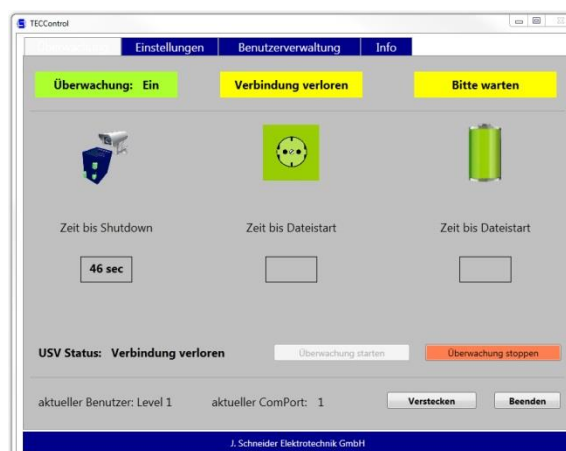 TECControl
Einstellungen Benutzerverwaltung Info
Überwachung: Ein Verbindung verloren Bitte warten
Zeit bis Shutdown Zeit bis Dateistart Zeit bis Dateistart
46 sec
USV Status: Verbindung verloren Überwachung starten Überwachung stoppen
aktueller Benutzer: Level 1 aktueller ComPort: 1 Verstecken Beenden
J. Schneider Elektrotechnik GmbH